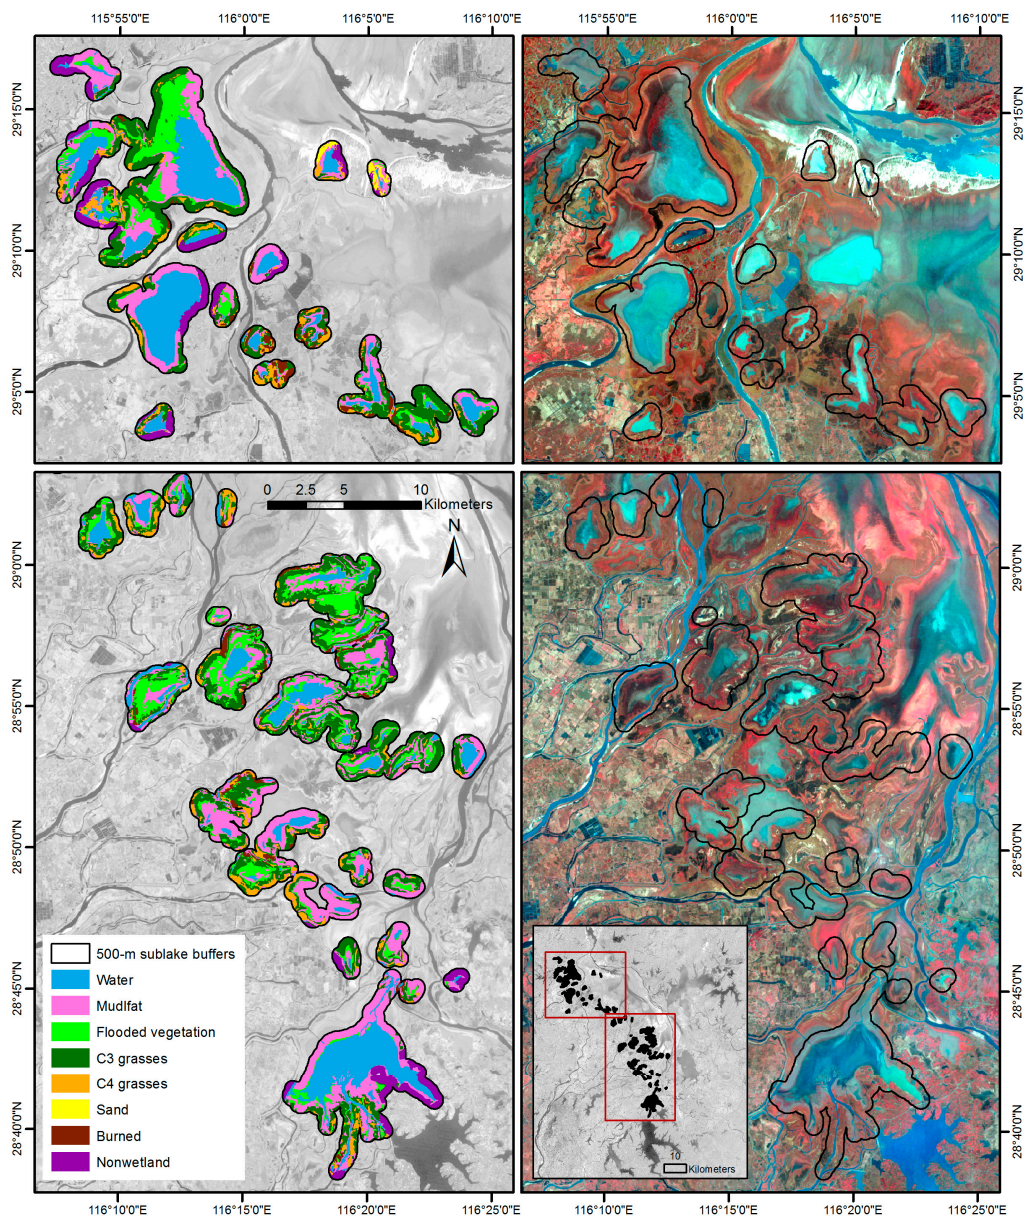 115°55'0"E 116°0'0"E 116°5'0"E 116°10'0"E
115°55'0"E 116°0'0"E 116°5'0"E 116°10'0"E
29°15'0"N
29°10'0"N
29°5'0"N
29°15'0"N
29°10'0"N
29°5'0"N
0 2.5 5 10
Kilometers
N
29°0'0"N
28°55'0"N
28°50'0"N
28°45'0"N
28°40'0"N
29°0'0"N
28°55'0"N
28°50'0"N
28°45'0"N
28°40'0"N
500-m sublake buffers
Water
Mudlfat
Flooded vegetation
C3 grasses
C4 grasses
Sand
Burned
Nonwetland
10
Kilometers
116°10'0"E 116°15'0"E 116°20'0"E 116°25'0"E
116°10'0"E 116°15'0"E 116°20'0"E 116°25'0"E